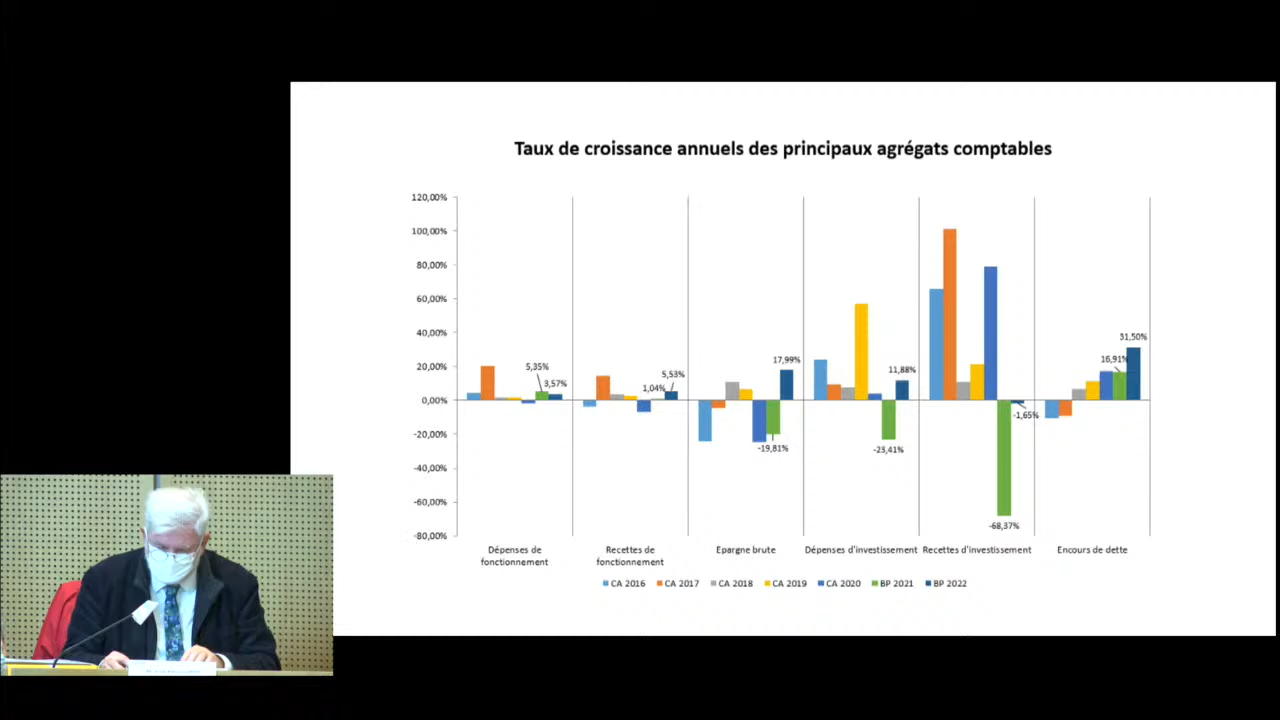 Taux de croissance annuels des principaux agrégats comptables
120,00%
100,00%
80,00%
60,00%
40,00%
20,00%
0,00%
-20,00%
-40,00%
-60,00%
-80,00%
5,35%
3,57%
1,04%
5,53%
17,99%
-19,81%
11,88%
-23,41%
-1,65%
-68,37%
16,91%
31,50%
Dépenses de
fonctionnement
Recettes de
fonctionnement
Epargne brute
Dépenses d'investissement
Recettes d'investissement
Encours de dette
CA 2016 CA 2017 CA 2018 CA 2019 CA 2020 BP 2021 BP 2022